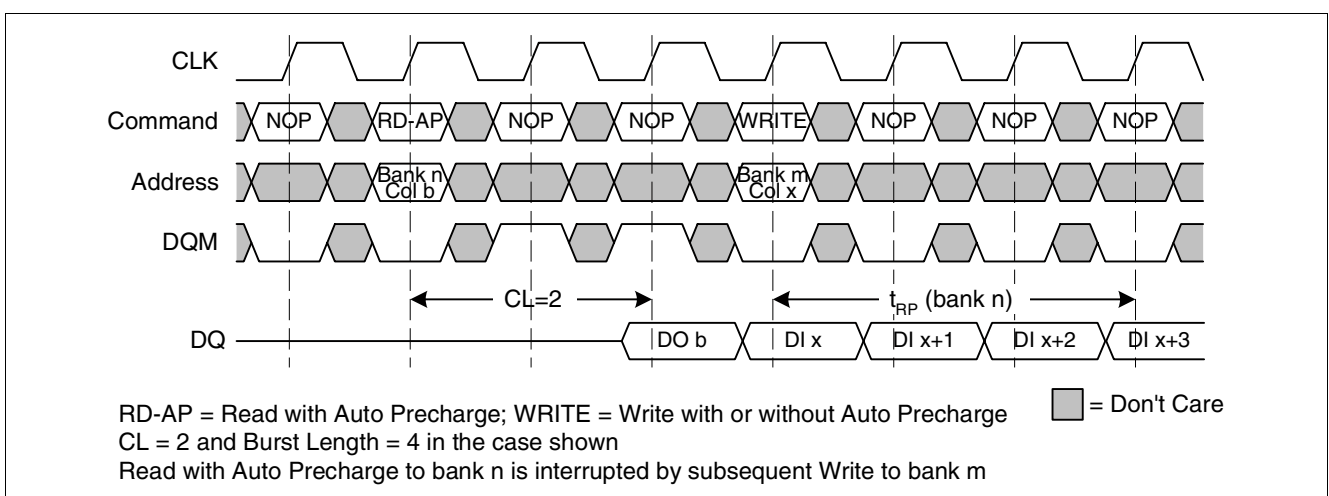 CLK
Command NOP RD-AP NOP NOP WRITE NOP NOP NOP
Address Bank n Col b Bank m Col x
DQM
CL=2 tRP (bank n)
DQ DO b DI x DI x+1 DI x+2 DI x+3
RD-AP = Read with Auto Precharge; WRITE = Write with or without Auto Precharge
= Don't Care
CL = 2 and Burst Length = 4 in the case shown
Read with Auto Precharge to bank n is interrupted by subsequent Write to bank m